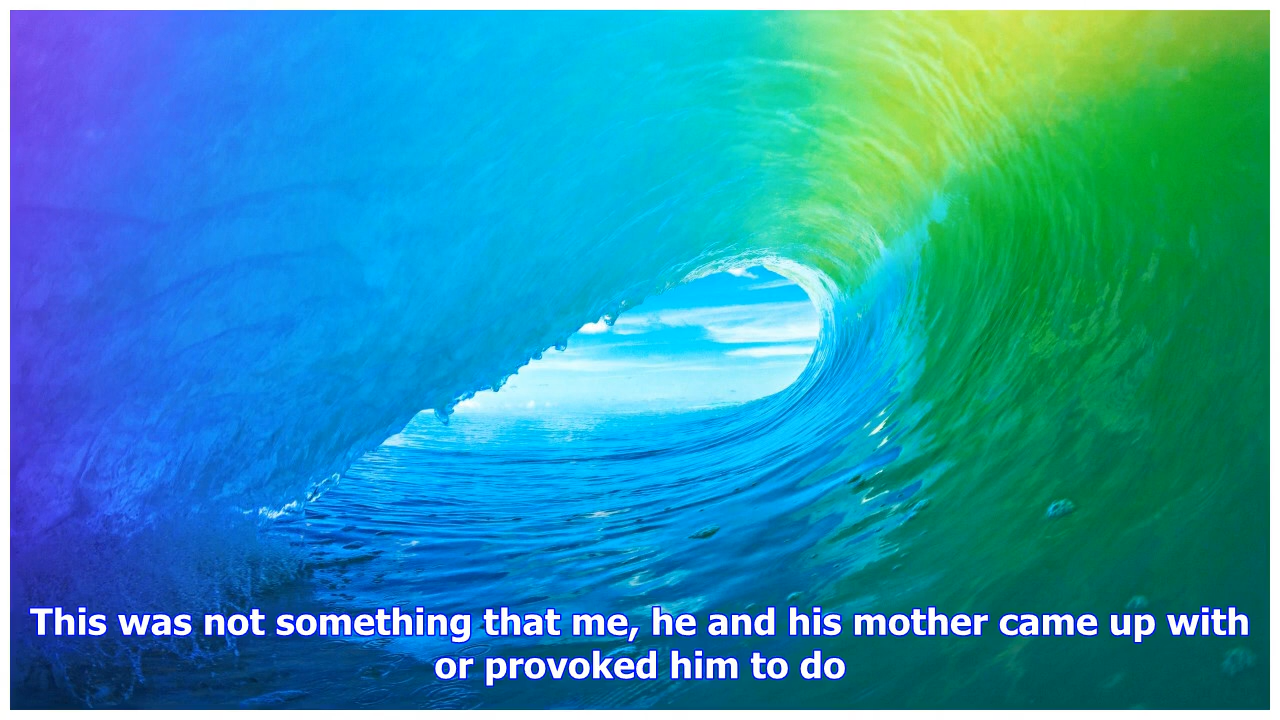 This was not something that me, he and his mother came up with
or provoked him to do